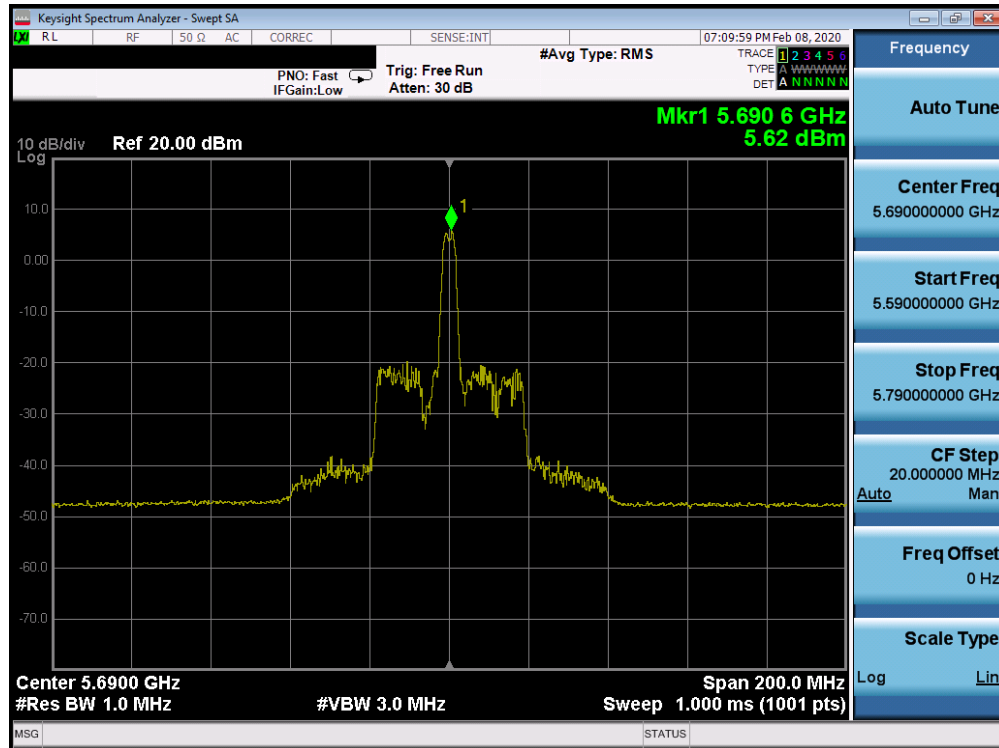 Keysight Spectrum Analyzer - Swept SA
LXI RL RF 50 Ω AC CORREC SENSE:INT 07:09:59 PM Feb 08, 2020
PNO: Fast
IFGain:Low
Trig: Free Run
Atten: 30 dB
#Avg Type: RMS
TRACE 1 2 3 4 5 6
TYPE A WWWWW
DET A N N N N N
Mkr1 5.690 6 GHz
5.62 dBm
10 dB/div Ref 20.00 dBm
Log
1
10.0
0.00
-10.0
-20.0
-30.0
-40.0
-50.0
-60.0
-70.0
Center 5.6900 GHz
Span 200.0 MHz
#Res BW 1.0 MHz
#VBW 3.0 MHz
Sweep 1.000 ms (1001 pts)
MSG
STATUS
Frequency
Auto Tune
Center Freq
5.690000000 GHz
Start Freq
5.590000000 GHz
Stop Freq
5.790000000 GHz
CF Step
20.000000 MHz
Auto Man
Freq Offset
0 Hz
Scale Type
Log Lin